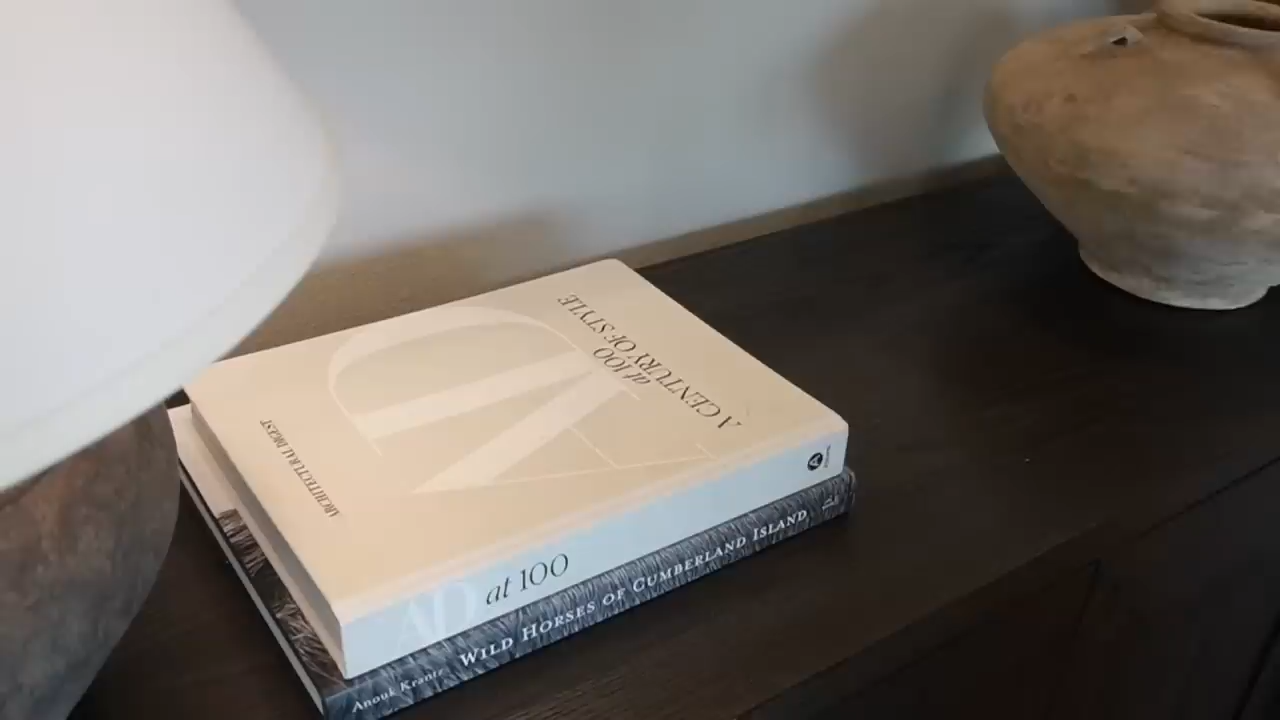 ARCHITECTURAL DIGEST
AD
at 100
A CENTURY OF STYLE
AD at 100
Anouk Krantz WILD HORSES OF CUMBERLAND ISLAND